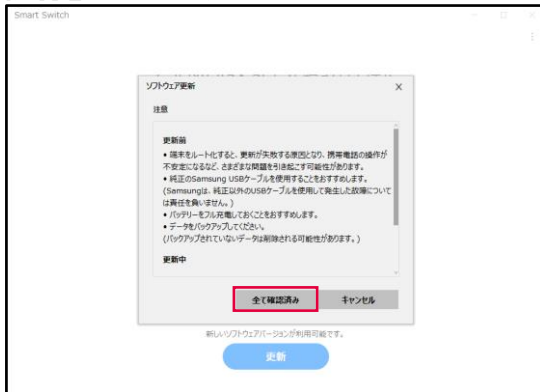 Smart Switch
ソフトウェア更新
注意
更新前
• 端末をルート化すると、更新が失敗する原因となり、携帯電話の操作が
不安定になるなど、さまざまな問題を引き起こす可能性があります。
• 純正のSamsung USBケーブルを使用することをおすすめします。
(Samsungは、純正以外のUSBケーブルを使用して発生した故障について
は責任を負いません。)
• バッテリーをフル充電しておくことをおすすめします。
• データをバックアップしてください。
(バックアップされていないデータは削除される可能性があります。)
更新中
全て確認済み
キャンセル
新しいソフトウェアバージョンが利用可能です。
更新